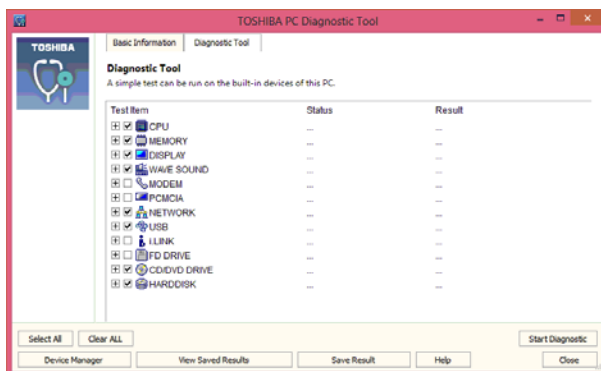 TOSHIBA PC Diagnostic Tool
TOSHIBA
Basic Information Diagnostic Tool
Diagnostic Tool
A simple test can be run on the built-in devices of this PC.
Test Item Status Result
CPU ... ...
MEMORY ... ...
DISPLAY ... ...
WAVE SOUND ... ...
MODEM ... ...
PCMCIA ... ...
NETWORK ... ...
USB ... ...
i.LINK ... ...
FD DRIVE ... ...
CD/DVD DRIVE ... ...
HARDDISK ... ...
Select All Clear ALL Start Diagnostic
Device Manager View Saved Results Save Result Help Close